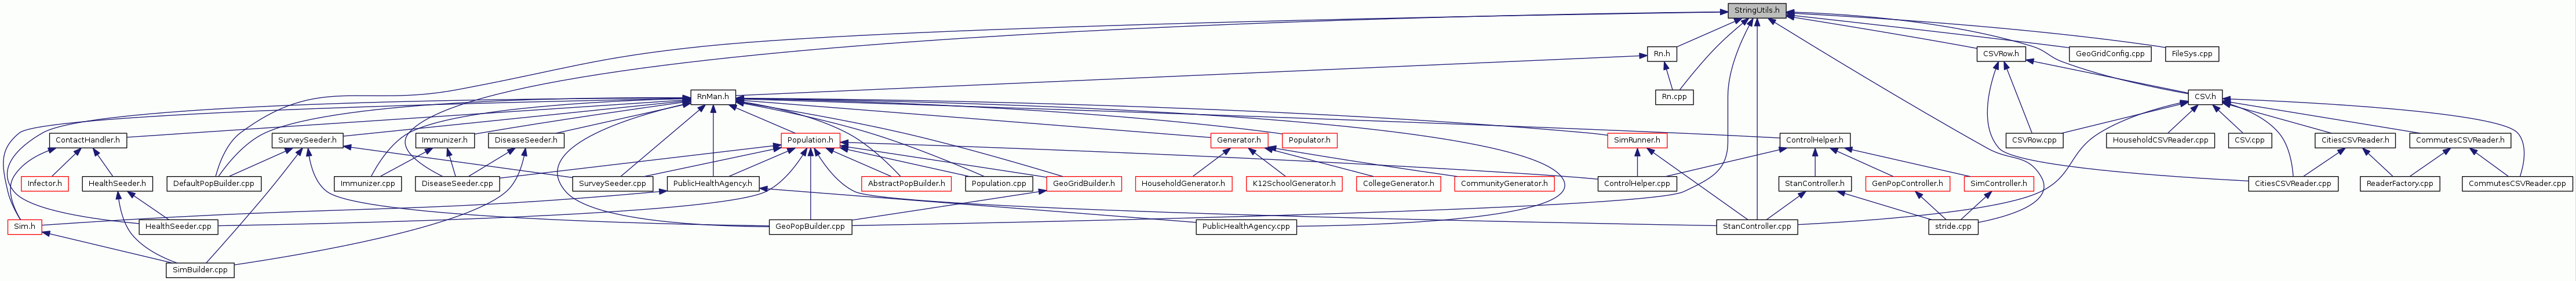 StringUtils.h
Rn.h
CSVRow.h
GeoGridConfig.cpp
FileSys.cpp
RnMan.h
Rn.cpp
CSV.h
ContactHandler.h
SurveySeeder.h
Immunizer.h
DiseaseSeeder.h
Population.h
Generator.h
Populator.h
SimRunner.h
ControlHelper.h
CSVRow.cpp
HouseholdCSVReader.cpp
CSV.cpp
CitiesCSVReader.h
CommutesCSVReader.h
Infector.h
HealthSeeder.h
DefaultPopBuilder.cpp
Immunizer.cpp
DiseaseSeeder.cpp
SurveySeeder.cpp
PublicHealthAgency.h
AbstractPopBuilder.h
Population.cpp
GeoGridBuilder.h
HouseholdGenerator.h
K12SchoolGenerator.h
CollegeGenerator.h
CommunityGenerator.h
ControlHelper.cpp
StanController.h
GenPopController.h
SimController.h
CitiesCSVReader.cpp
ReaderFactory.cpp
CommutesCSVReader.cpp
Sim.h
HealthSeeder.cpp
GeoPopBuilder.cpp
PublicHealthAgency.cpp
StanController.cpp
stride.cpp
SimBuilder.cpp